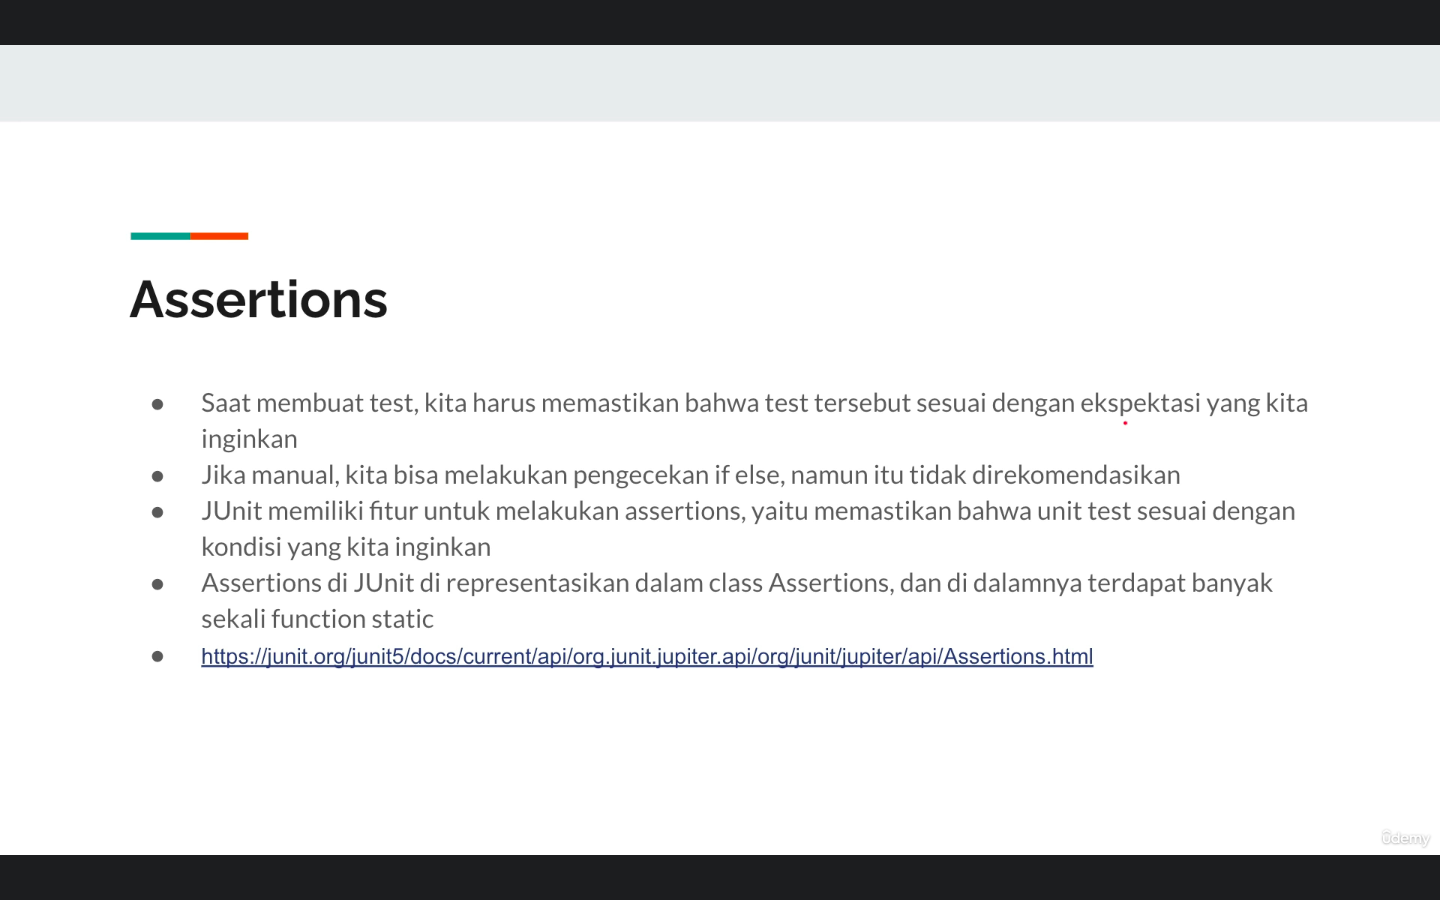 Assertions
● Saat membuat test, kita harus memastikan bahwa test tersebut sesuai dengan ekspektasi yang kita
inginkan
● Jika manual, kita bisa melakukan pengecekan if else, namun itu tidak direkomendasikan
● JUnit memiliki fitur untuk melakukan assertions, yaitu memastikan bahwa unit test sesuai dengan
kondisi yang kita inginkan
● Assertions di JUnit di representasikan dalam class Assertions, dan di dalamnya terdapat banyak
sekali function static
● https://junit.org/junit5/docs/current/api/org.junit.jupiter.api/org/junit/jupiter/api/Assertions.html
ûdemy